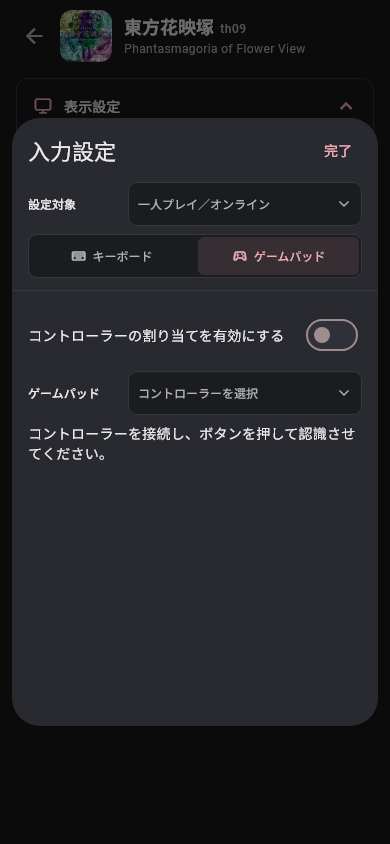 東方花映塚 th09
Phantasmagoria of Flower View
表示設定
入力設定
完了
設定対象
一人プレイ／オンライン
キーボード
ゲームパッド
コントローラーの割り当てを有効にする
ゲームパッド
コントローラーを選択
コントローラーを接続し、ボタンを押して認識させ
てください。